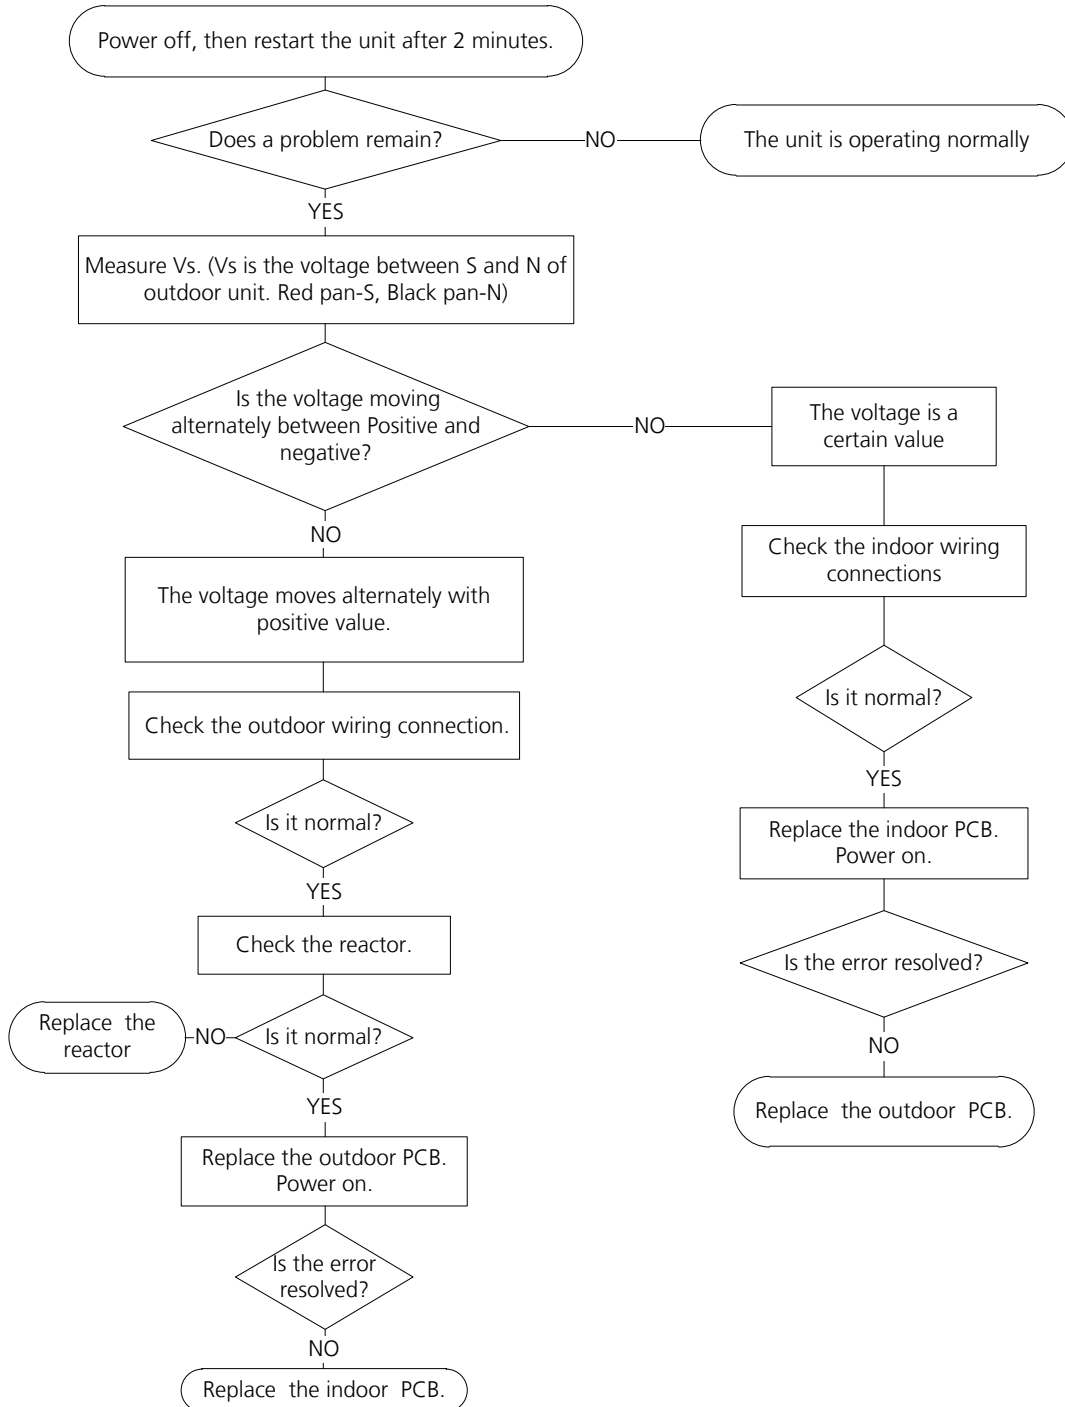 Power off, then restart the unit after 2 minutes.
Does a problem remain?
NO
The unit is operating normally
YES
Measure Vs. (Vs is the voltage between S and N of
outdoor unit. Red pan-S, Black pan-N)
Is the voltage moving
alternately between Positive and
negative?
NO
The voltage is a
certain value
NO
The voltage moves alternately with
positive value.
Check the outdoor wiring connection.
Is it normal?
YES
Check the reactor.
Is it normal?
NO
Replace the
reactor
YES
Replace the outdoor PCB.
Power on.
Is the error
resolved?
NO
Replace the indoor PCB.
Check the indoor wiring
connections
Is it normal?
YES
Replace the indoor PCB.
Power on.
Is the error resolved?
NO
Replace the outdoor PCB.